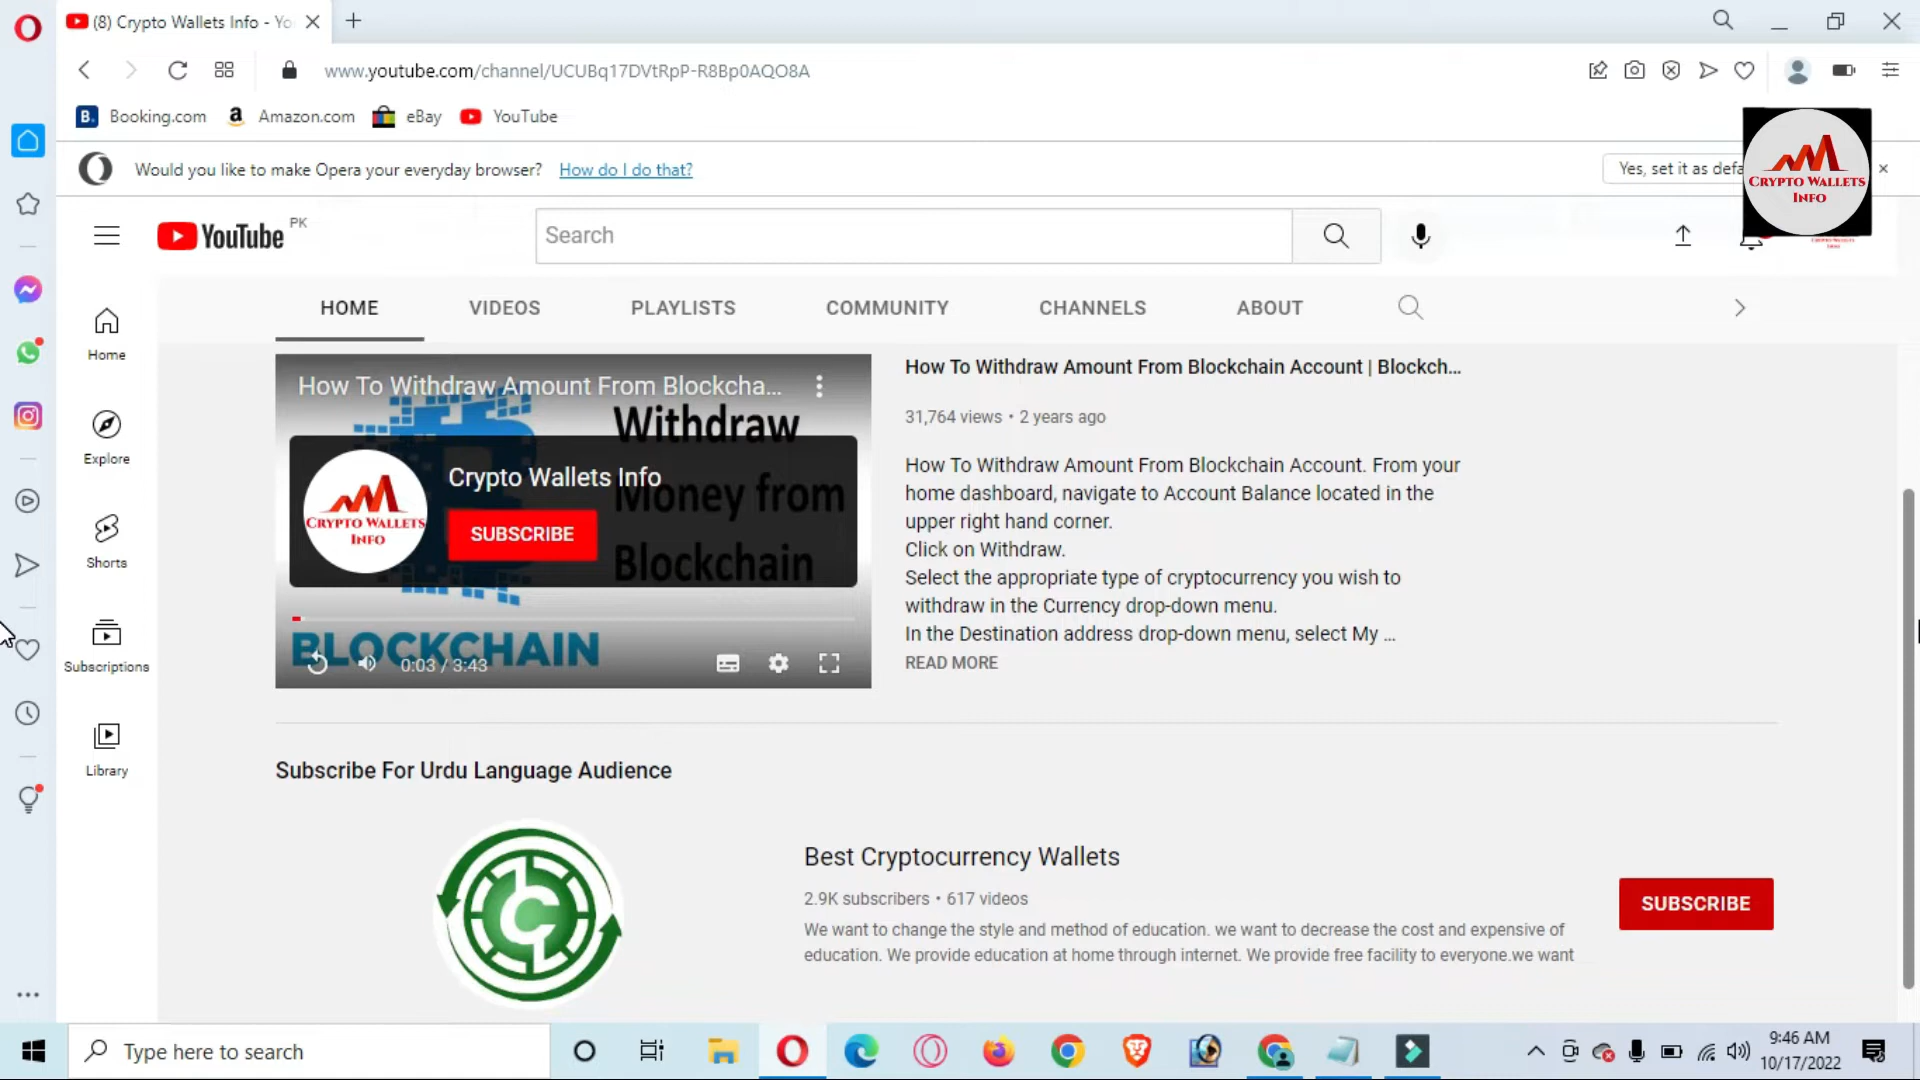 (8) Crypto Wallets Info - Yo
www.youtube.com/channel/UCUBq17DVtRpP-R8Bp0AQO8A
B. Booking.com a Amazon.com eBay YouTube
Would you like to make Opera your everyday browser? How do I do that?
Yes, set it as defa
CRYPTO WALLETS
INFO
YouTube PK
Search
HOME VIDEOS PLAYLISTS COMMUNITY CHANNELS ABOUT
Home
Explore
Shorts
Subscriptions
Library
How To Withdraw Amount From Blockcha...
Withdraw
Money from
Blockchain
Crypto Wallets Info
SUBSCRIBE
CRYPTO WALLETS
INFO
BLOCKCHAIN
0:03 / 3:43
How To Withdraw Amount From Blockchain Account | Blockch...
31,764 views • 2 years ago
How To Withdraw Amount From Blockchain Account. From your
home dashboard, navigate to Account Balance located in the
upper right hand corner.
Click on Withdraw.
Select the appropriate type of cryptocurrency you wish to
withdraw in the Currency drop-down menu.
In the Destination address drop-down menu, select My ...
READ MORE
Subscribe For Urdu Language Audience
Best Cryptocurrency Wallets
2.9K subscribers • 617 videos
We want to change the style and method of education. we want to decrease the cost and expensive of
education. We provide education at home through internet. We provide free facility to everyone.we want
SUBSCRIBE
Type here to search
9:46 AM
10/17/2022